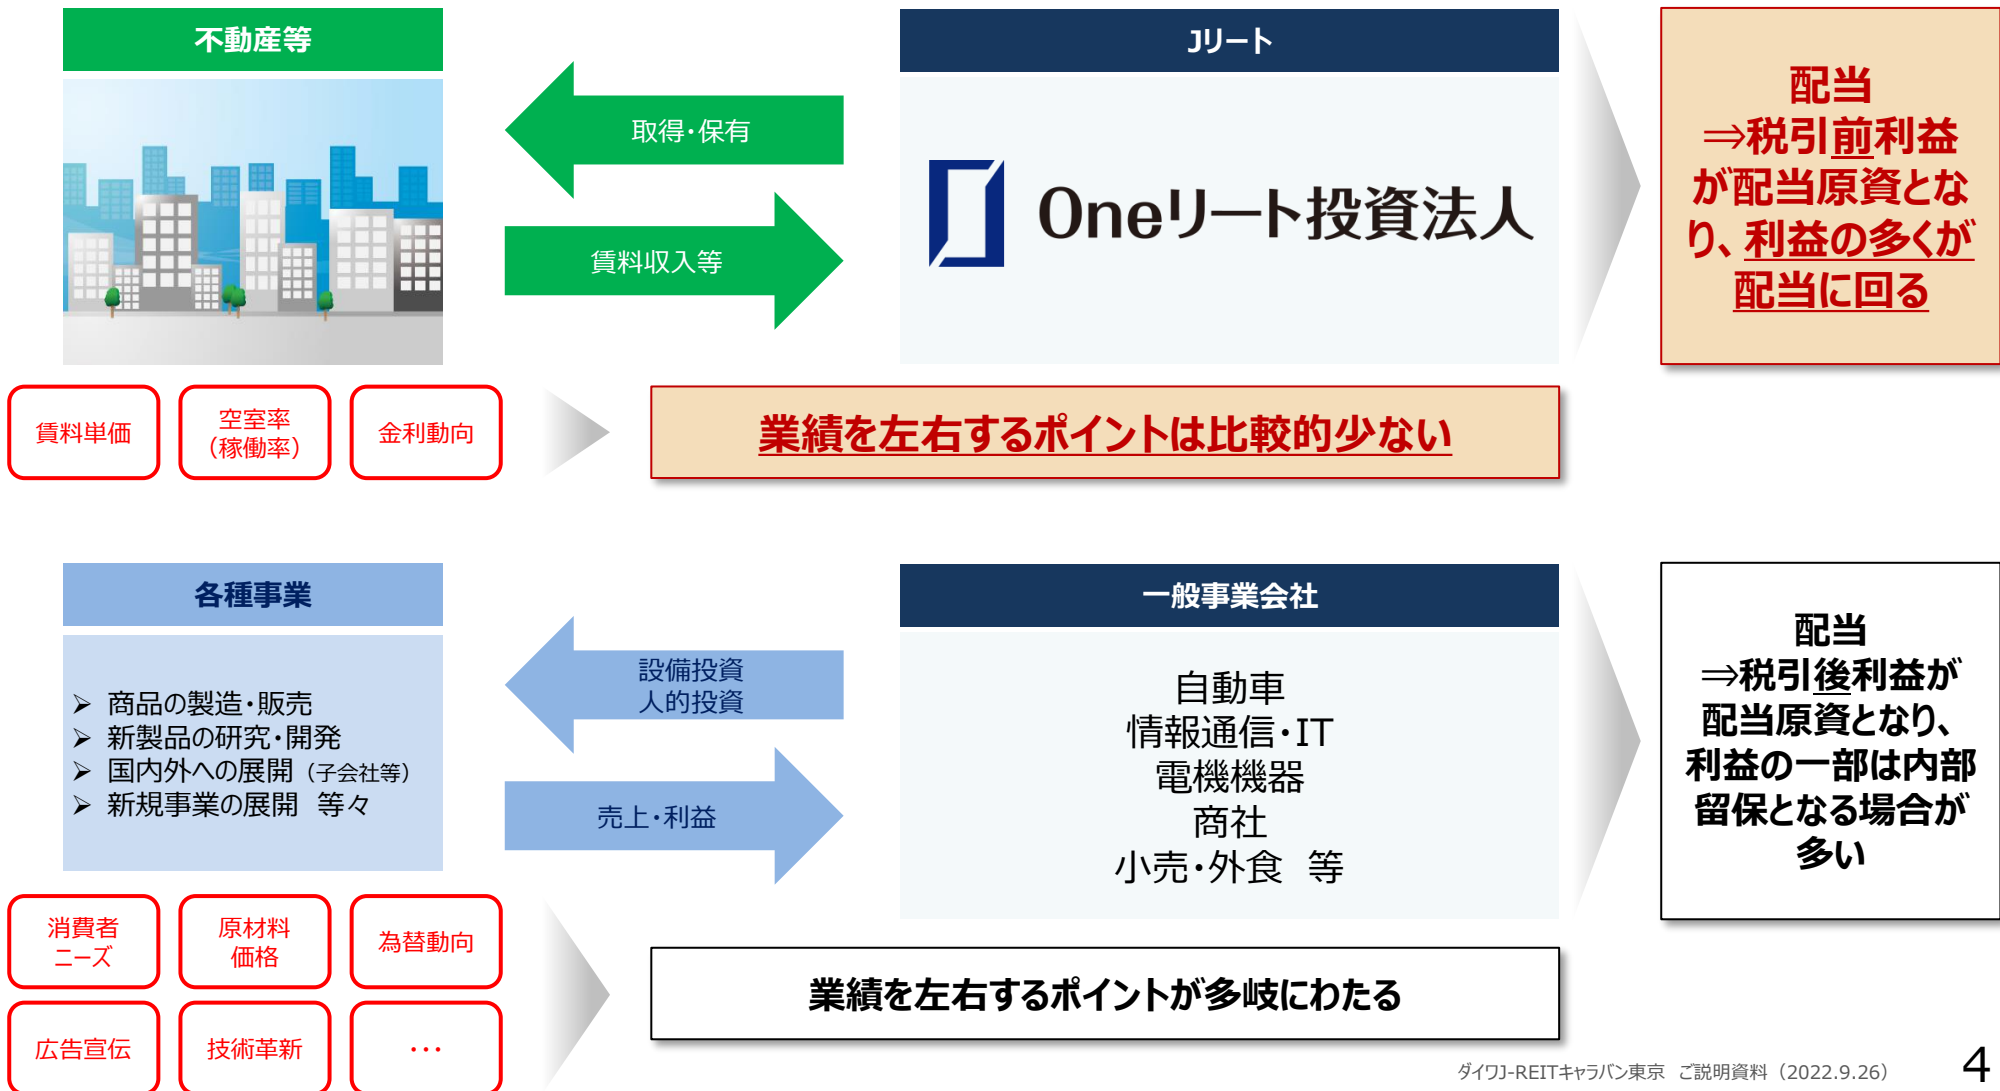 不動産等
取得・保有
賃料収入等
Jリート
Oneリート投資法人
配当
⇒税引前利益
が配当原資とな
り、利益の多くが
配当に回る
賃料単価
空室率
（稼働率）
金利動向
業績を左右するポイントは比較的少ない
各種事業
➢ 商品の製造・販売
➢ 新製品の研究・開発
➢ 国内外への展開（子会社等）
➢ 新規事業の展開　等々
設備投資
人的投資
売上・利益
一般事業会社
自動車
情報通信・IT
電機機器
商社
小売・外食　等
配当
⇒税引後利益が
配当原資となり、
利益の一部は内部
留保となる場合が
多い
消費者
ニーズ
原材料
価格
為替動向
広告宣伝
技術革新
・・・
業績を左右するポイントが多岐にわたる
ダイワJ-REITキャラバン東京　ご説明資料（2022.9.26）
4